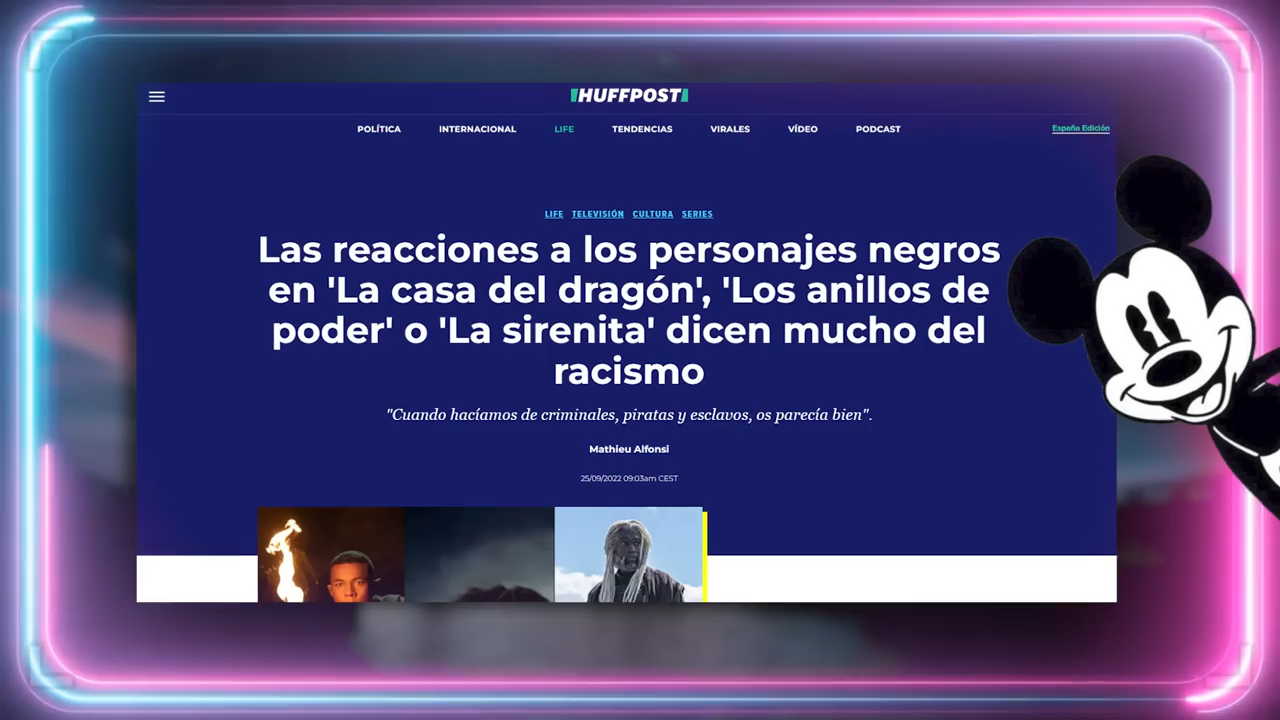 HUFFPOST
POLÍTICA INTERNACIONAL LIFE TENDENCIAS VIRALES VÍDEO PODCAST España Edición
LIFE TELEVISIÓN CULTURA SERIES
Las reacciones a los personajes negros
en 'La casa del dragón', 'Los anillos de
poder' o 'La sirenita' dicen mucho del
racismo
"Cuando hacíamos de criminales, piratas y esclavos, os parecía bien".
Mathieu Alfonsi
25/09/2022 09:03am CEST